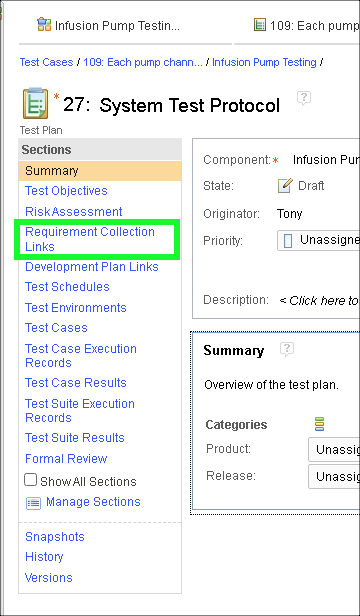 Infusion Pump Testin... 109: Each pump channe
Test Cases / 109: Each pump chann... / Infusion Pump Testing /
* 27: System Test Protocol ?
Test Plan
Sections
Summary
Test Objectives
Risk Assessment
Requirement Collection
Links
Development Plan Links
Test Schedules
Test Environments
Test Cases
Test Case Execution
Records
Test Case Results
Test Suite Execution
Records
Test Suite Results
Formal Review
Show All Sections
Manage Sections
Snapshots
History
Versions
Component:* Infusion Pur
State: Draft
Originator: Tony
Priority: Unassigne
Description: < Click here to
Summary ?
Overview of the test plan.
Categories
Product: Unassig
Release: Unassig